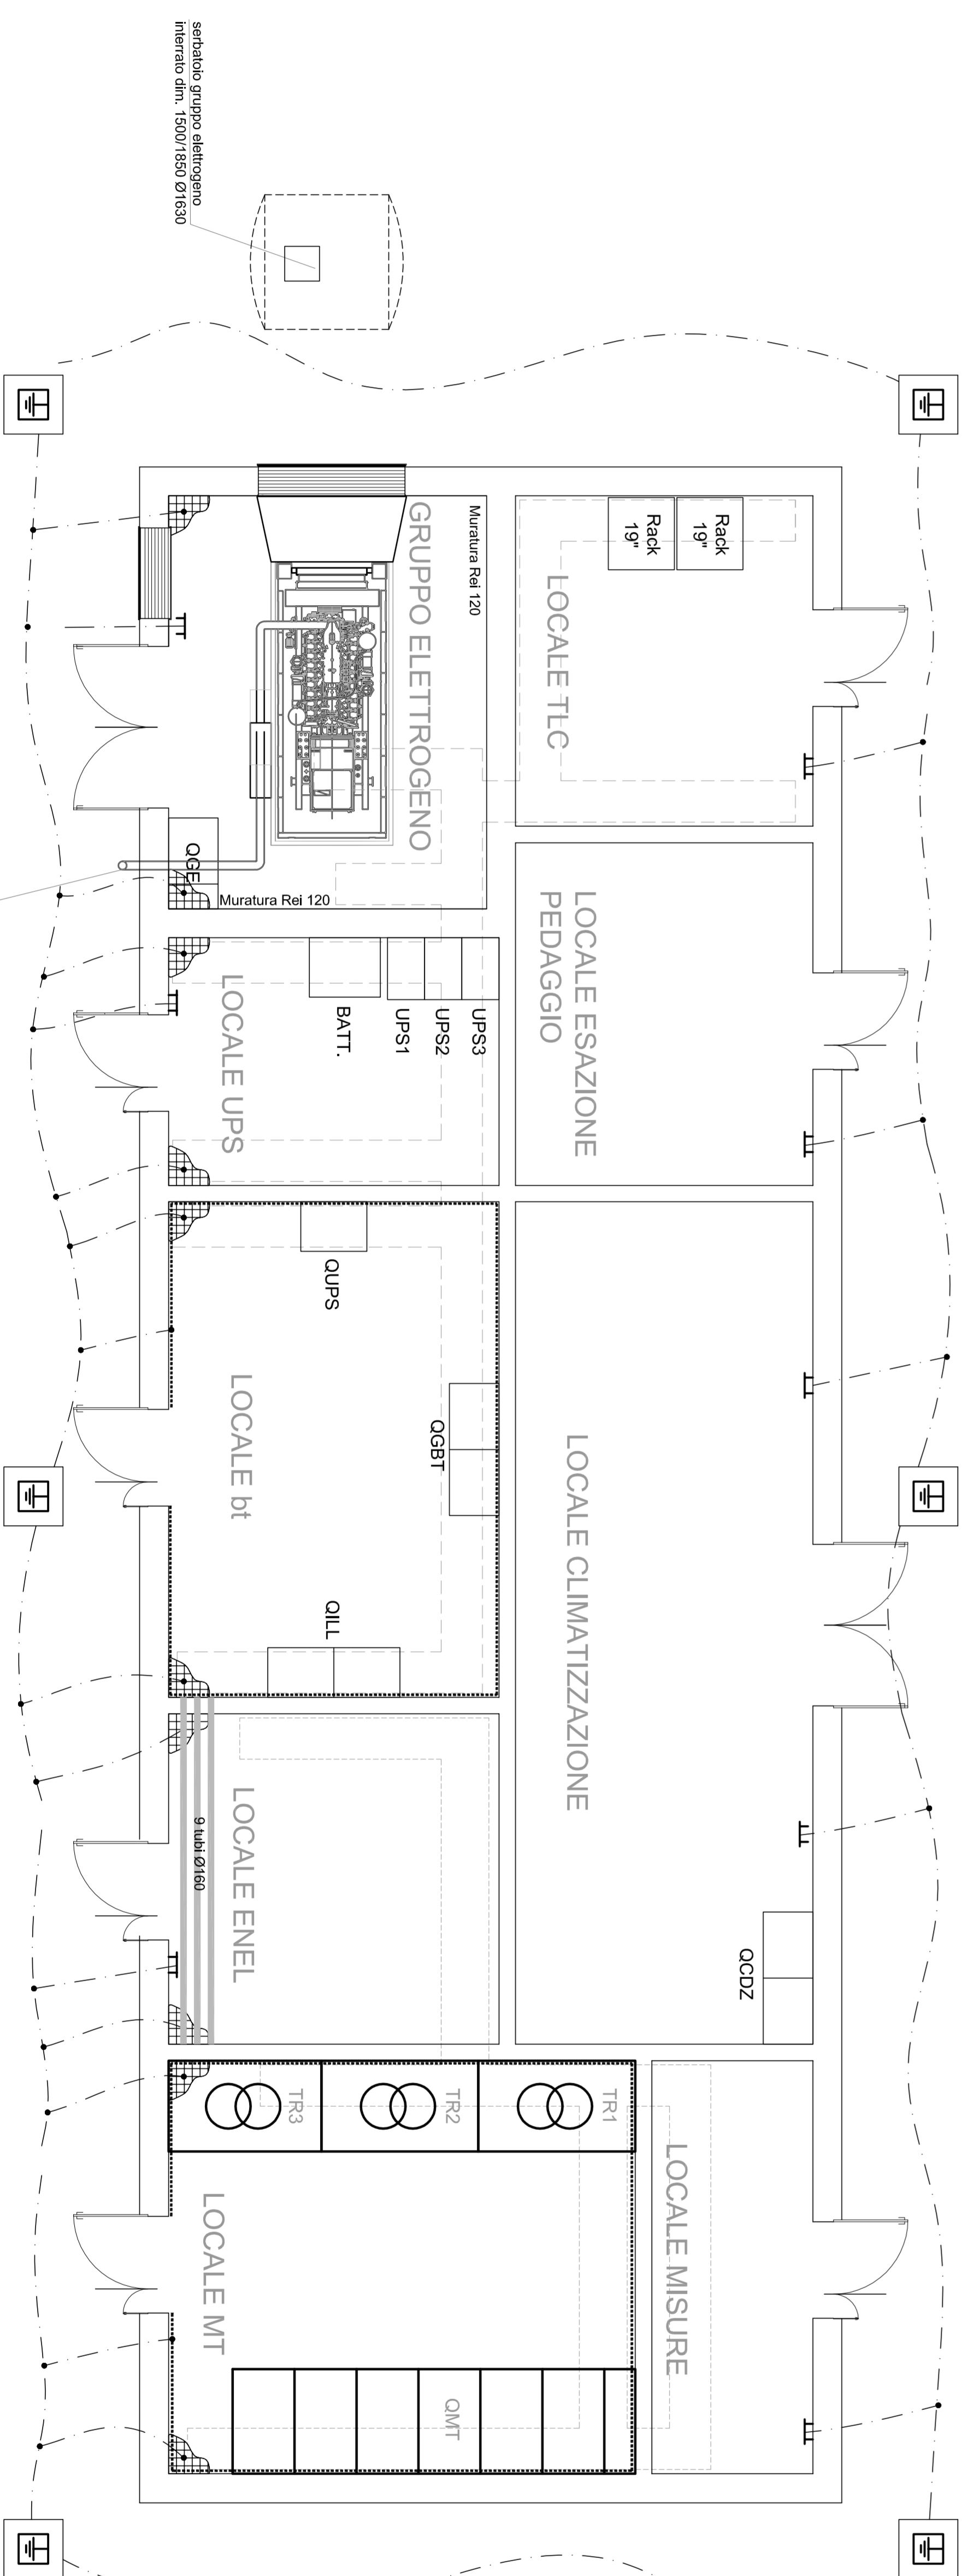 serbatoio gruppo elettrogeno
interrato dim. 1500/1850 Ø1630
Muratura Rei 120
GRUPPO ELETTROGENO
QGE
Muratura Rei 120
Rack
19"
Rack
19"
LOCALE TLC
LOCALE ESAZIONE
PEDAGGIO
UPS3
UPS2
UPS1
BATT.
LOCALE UPS
QUPS
QGBT
LOCALE bt
QILL
LOCALE CLIMATIZZAZIONE
QCDZ
LOCALE ENEL
9 tubi Ø160
TR1
TR2
TR3
LOCALE MISURE
LOCALE MT
QMT